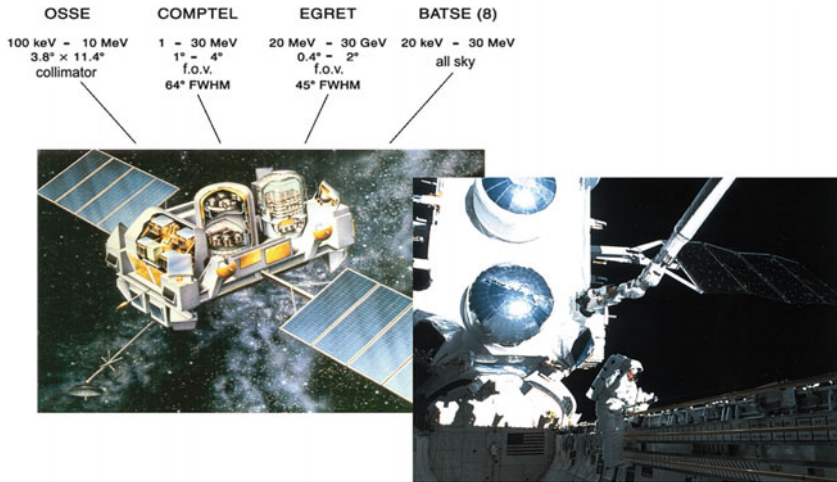 OSSE
100 keV – 10 MeV
3.8° × 11.4°
collimator
COMPTEL
1 – 30 MeV
1° – 4°
f.o.v.
64° FWHM
EGRET
20 MeV – 30 GeV
0.4° – 2°
f.o.v.
45° FWHM
BATSE (8)
20 keV – 30 MeV
all sky